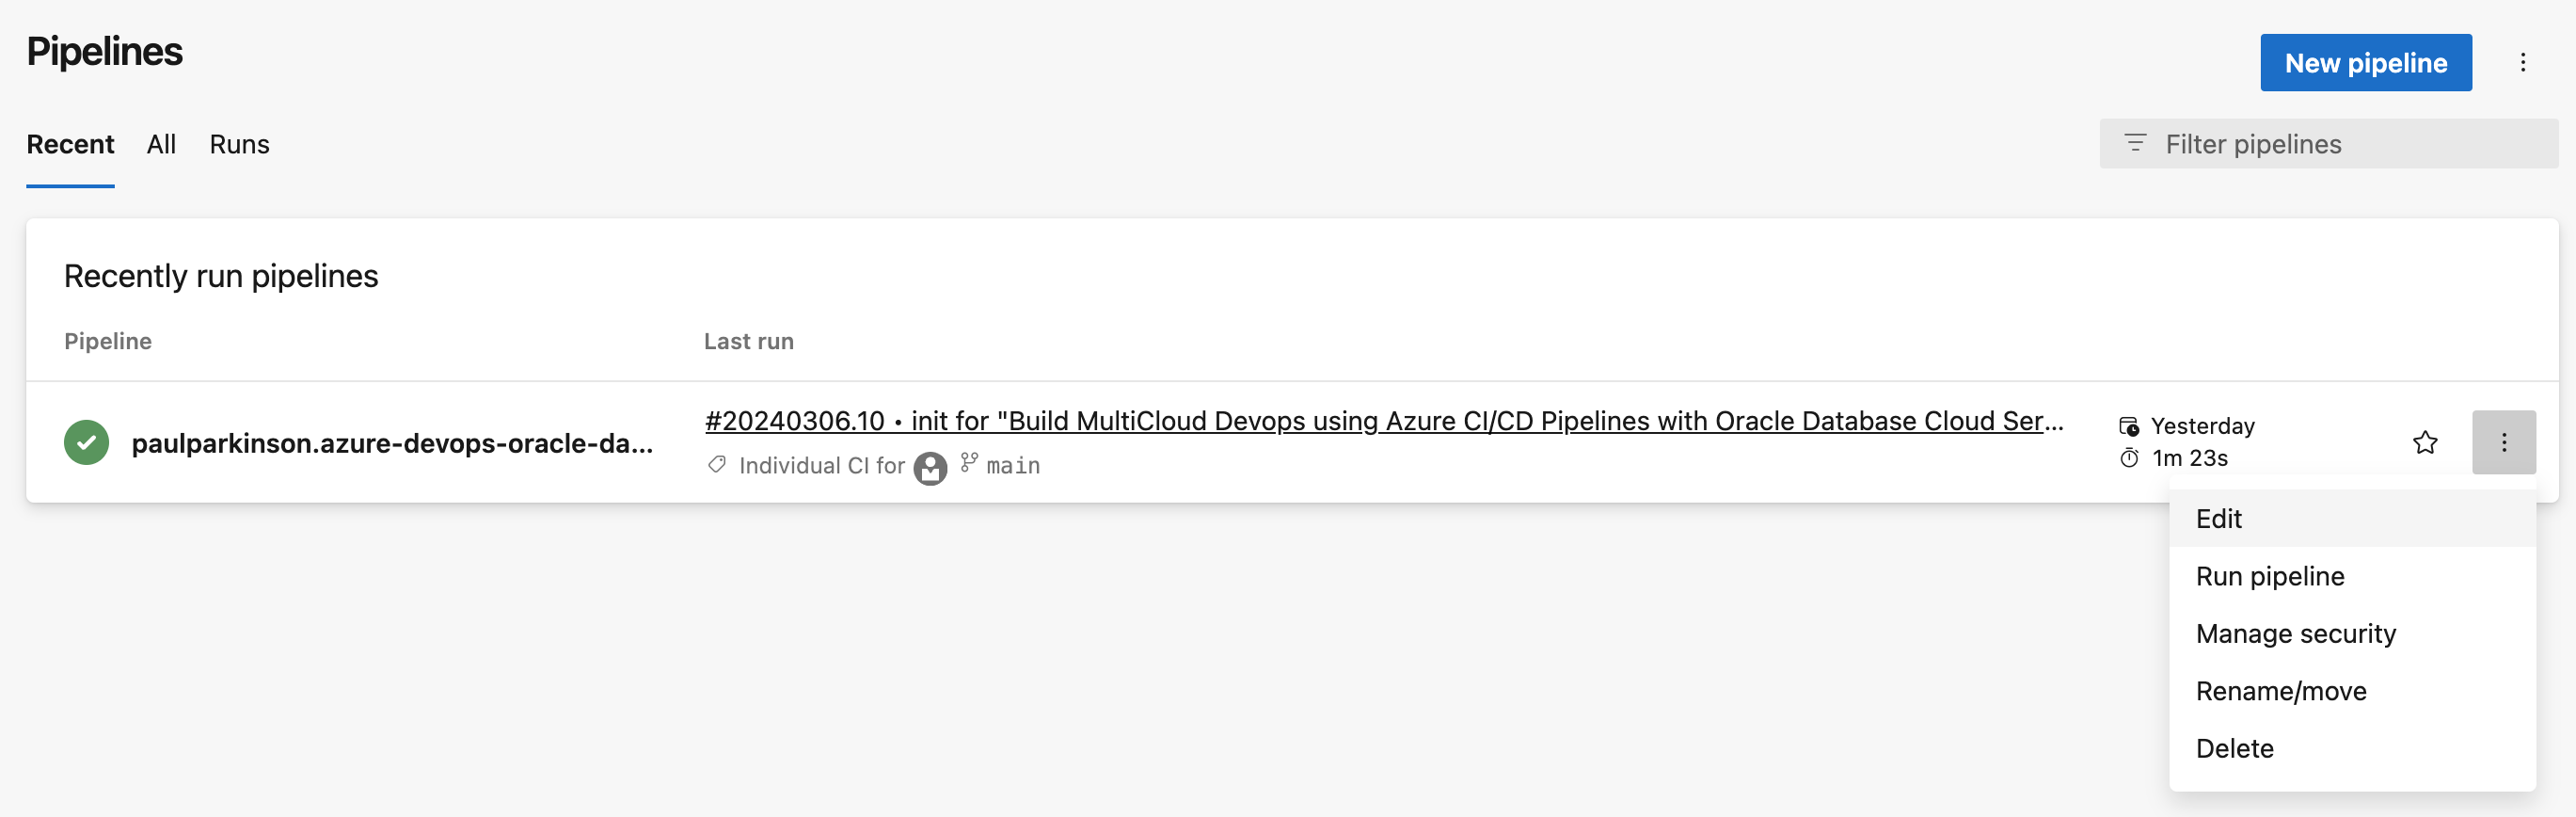 Pipelines
New pipeline
Recent All Runs
Filter pipelines
Recently run pipelines
Pipeline Last run
paulparkinson.azure-devops-oracle-da...
#20240306.10 • init for "Build MultiCloud Devops using Azure CI/CD Pipelines with Oracle Database Cloud Ser...
Individual CI for main
Yesterday
1m 23s
Edit
Run pipeline
Manage security
Rename/move
Delete